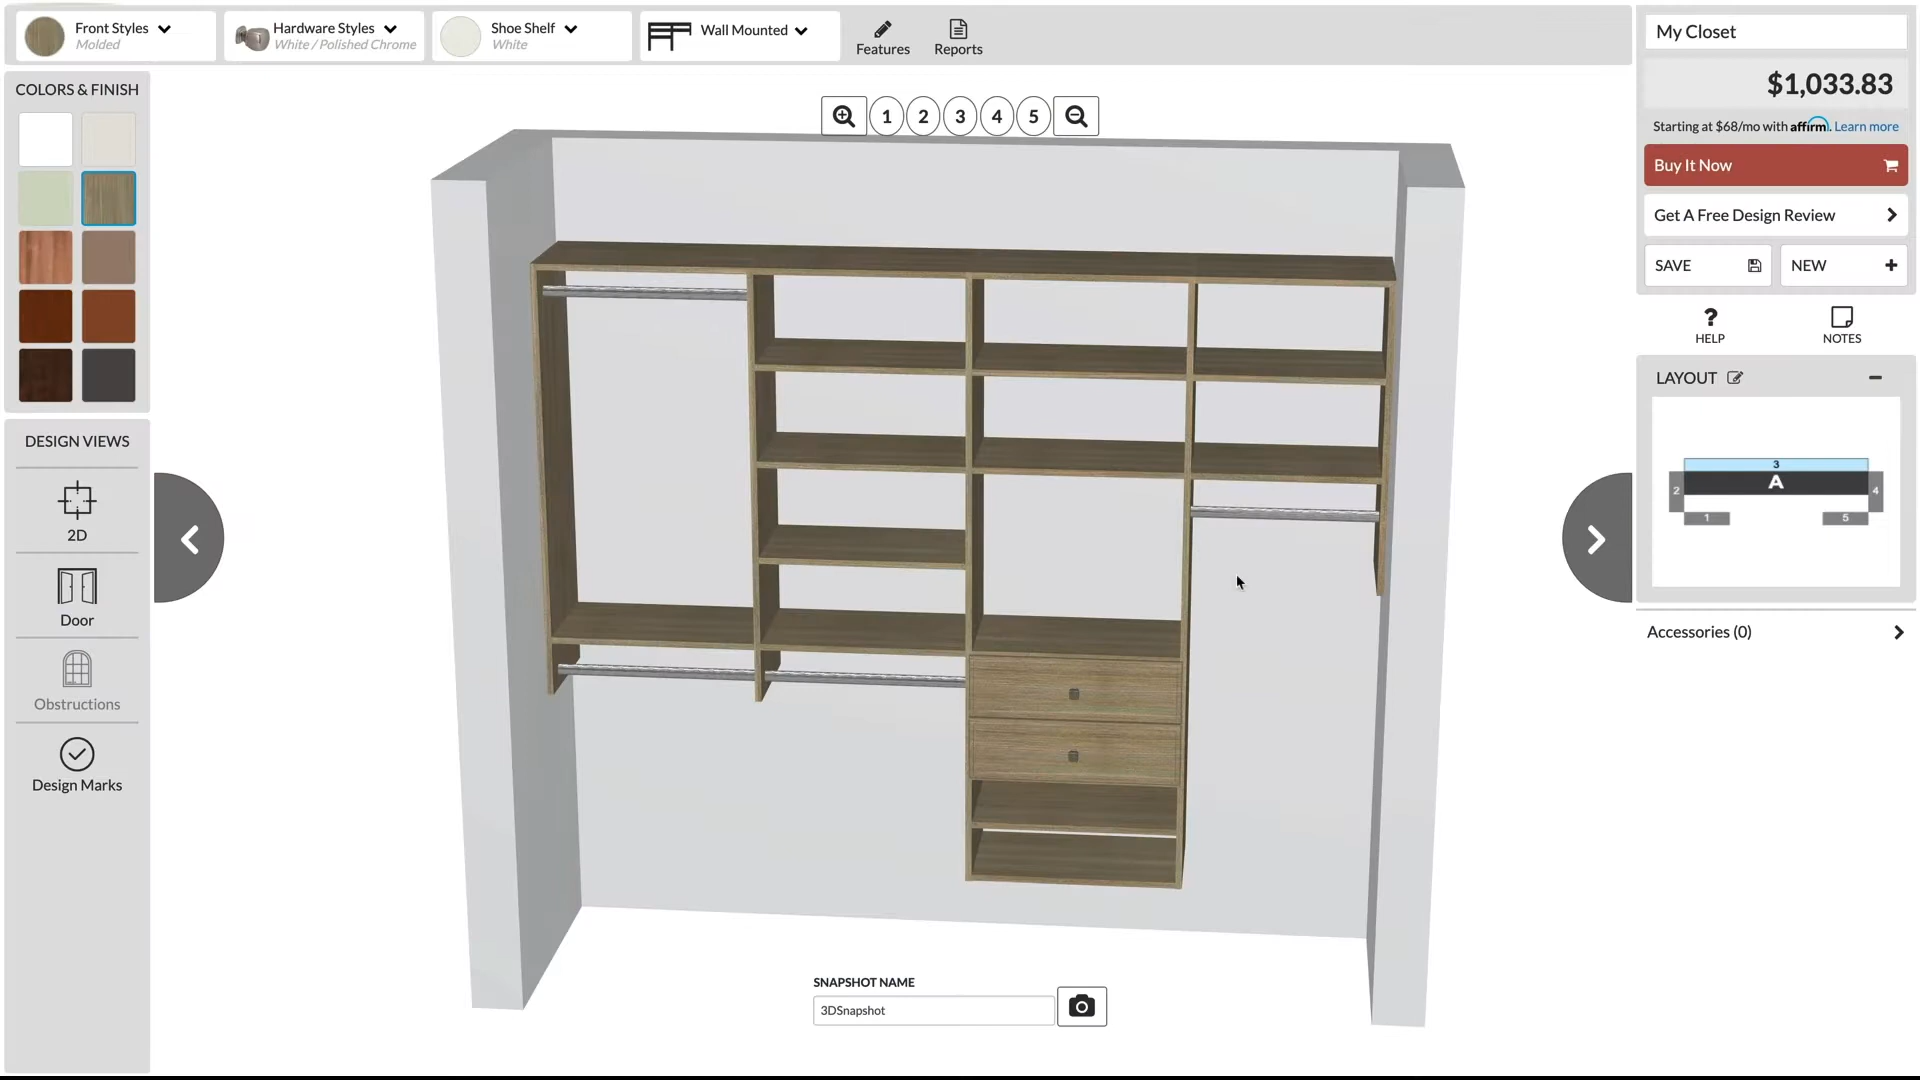 Front Styles
Molded
Hardware Styles
White / Polished Chrome
Shoe Shelf
White
Wall Mounted
Features
Reports
My Closet
$1,033.83
Starting at $68/mo with affirm. Learn more
Buy It Now
Get A Free Design Review
SAVE
NEW
HELP
NOTES
LAYOUT
3
A
2
4
1
5
Accessories (0)
COLORS & FINISH
DESIGN VIEWS
2D
Door
Obstructions
Design Marks
1 2 3 4 5
SNAPSHOT NAME
3DSnapshot